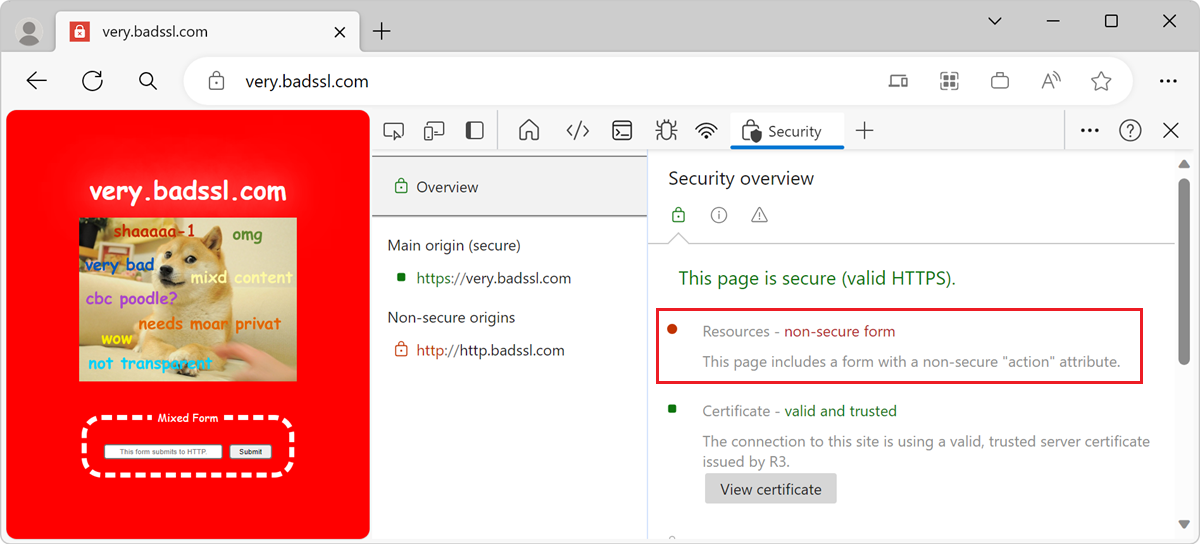 very.badssl.com
very.badssl.com
Security
very.badssl.com
shaaaaa-1
omg
very bad
mixd content
cbc poodle?
needs moar privat
wow
not transparent
Mixed Form
This form submits to HTTP.
Submit
Overview
Main origin (secure)
https://very.badssl.com
Non-secure origins
http://http.badssl.com
Security overview
This page is secure (valid HTTPS).
Resources - non-secure form
This page includes a form with a non-secure "action" attribute.
Certificate - valid and trusted
The connection to this site is using a valid, trusted server certificate
issued by R3.
View certificate